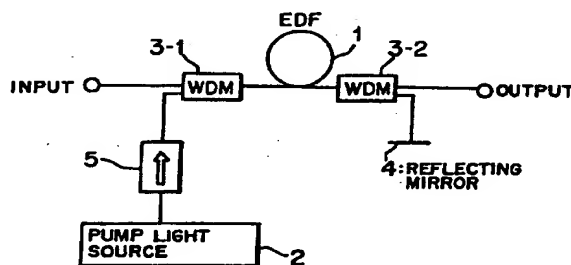 EDF
1
3-1
3-2
INPUT
WDM
WDM
OUTPUT
5
4:REFLECTING
MIRROR
PUMP LIGHT
SOURCE
2